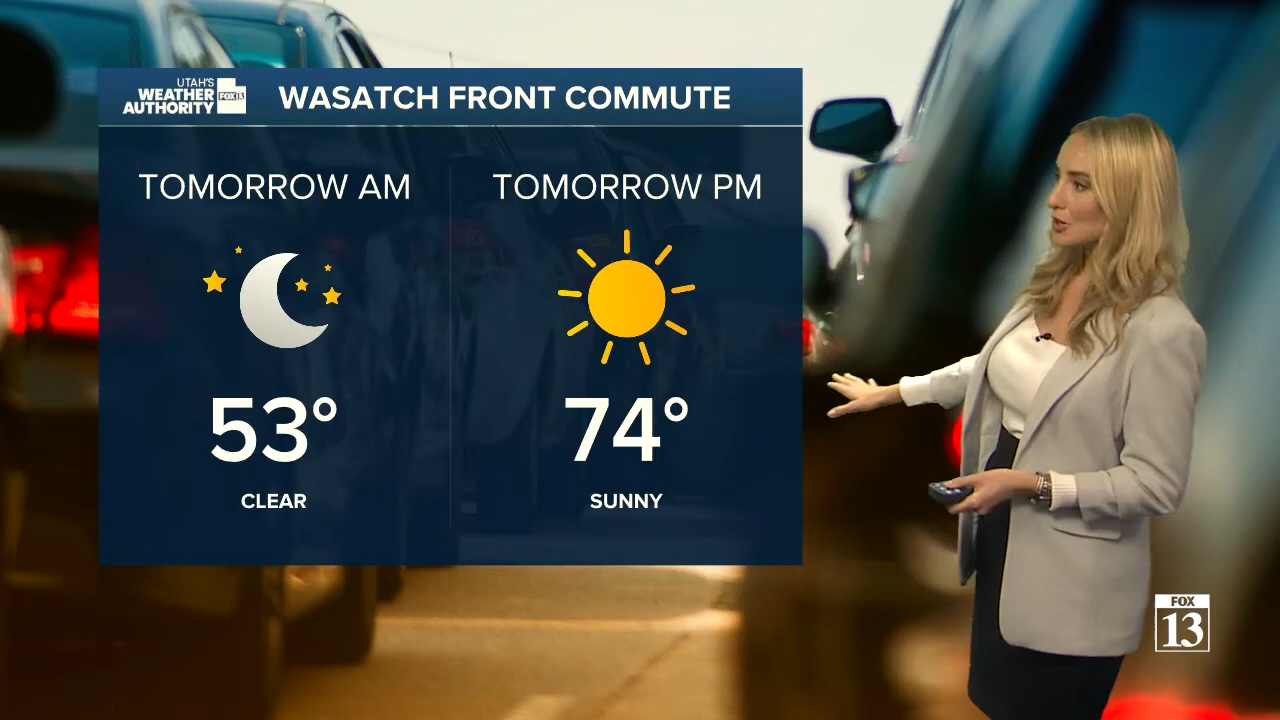 UTAH'S
WEATHER
AUTHORITY
FOX 13
WASATCH FRONT COMMUTE
TOMORROW AM
TOMORROW PM
53°
74°
CLEAR
SUNNY
FOX
13